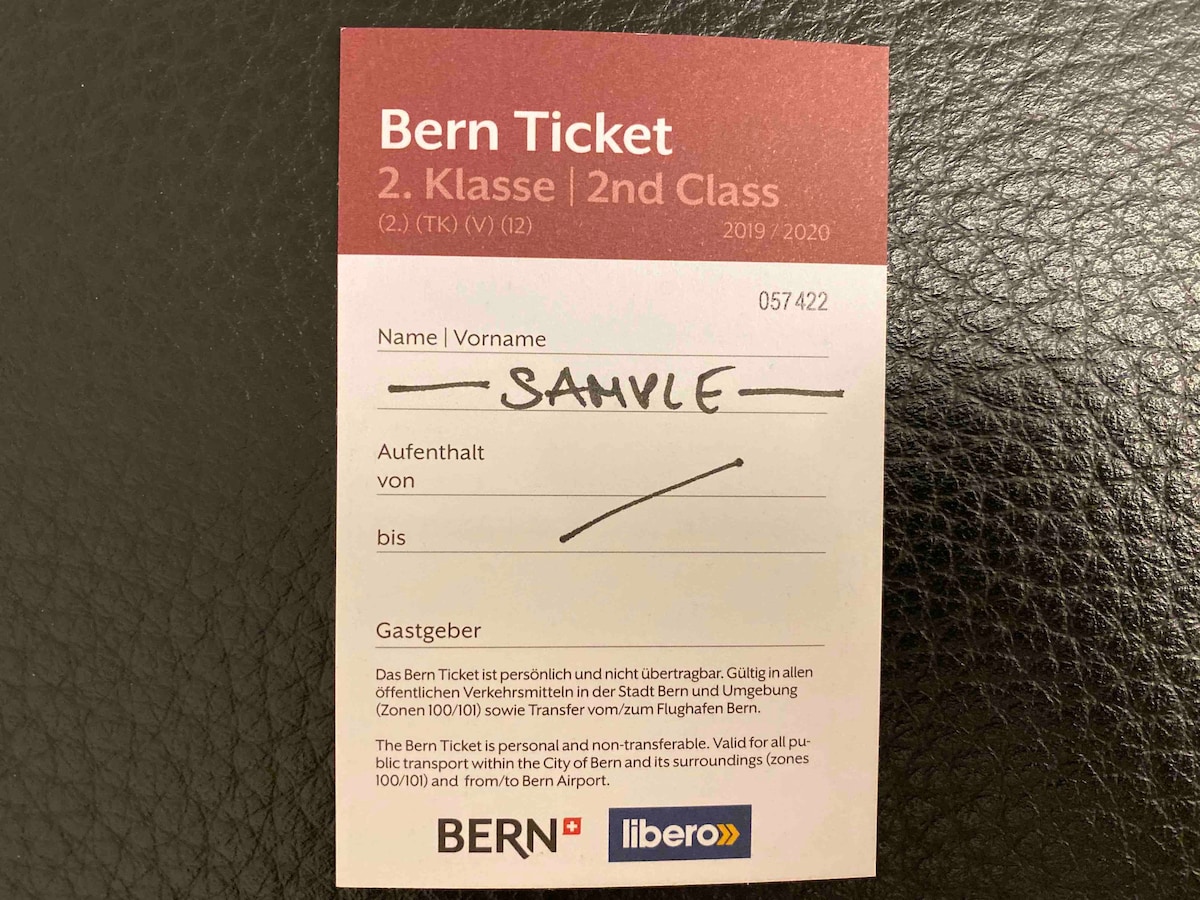 Bern Ticket
2. Klasse | 2nd Class
(2.) (TK) (V) (12) 2019/2020
057422
Name | Vorname
SAMPLE
Aufenthalt
von
bis
Gastgeber
Das Bern Ticket ist persönlich und nicht übertragbar. Gültig in allen
öffentlichen Verkehrsmitteln in der Stadt Bern und Umgebung
(Zonen 100/101) sowie Transfer vom/zum Flughafen Bern.
The Bern Ticket is personal and non-transferable. Valid for all pu-
blic transport within the City of Bern and its surroundings (zones
100/101) and from/to Bern Airport.
BERN libero